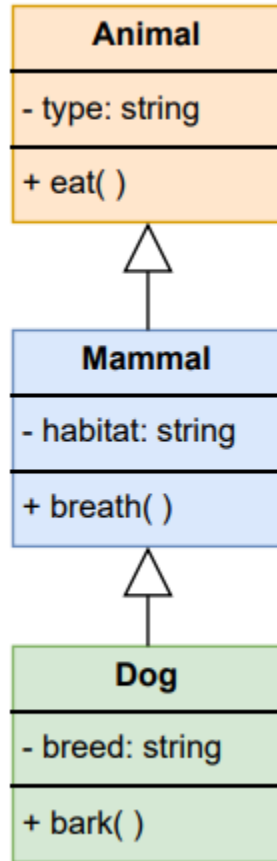 Animal
- type: string
+ eat( )
Mammal
- habitat: string
+ breath( )
Dog
- breed: string
+ bark( )